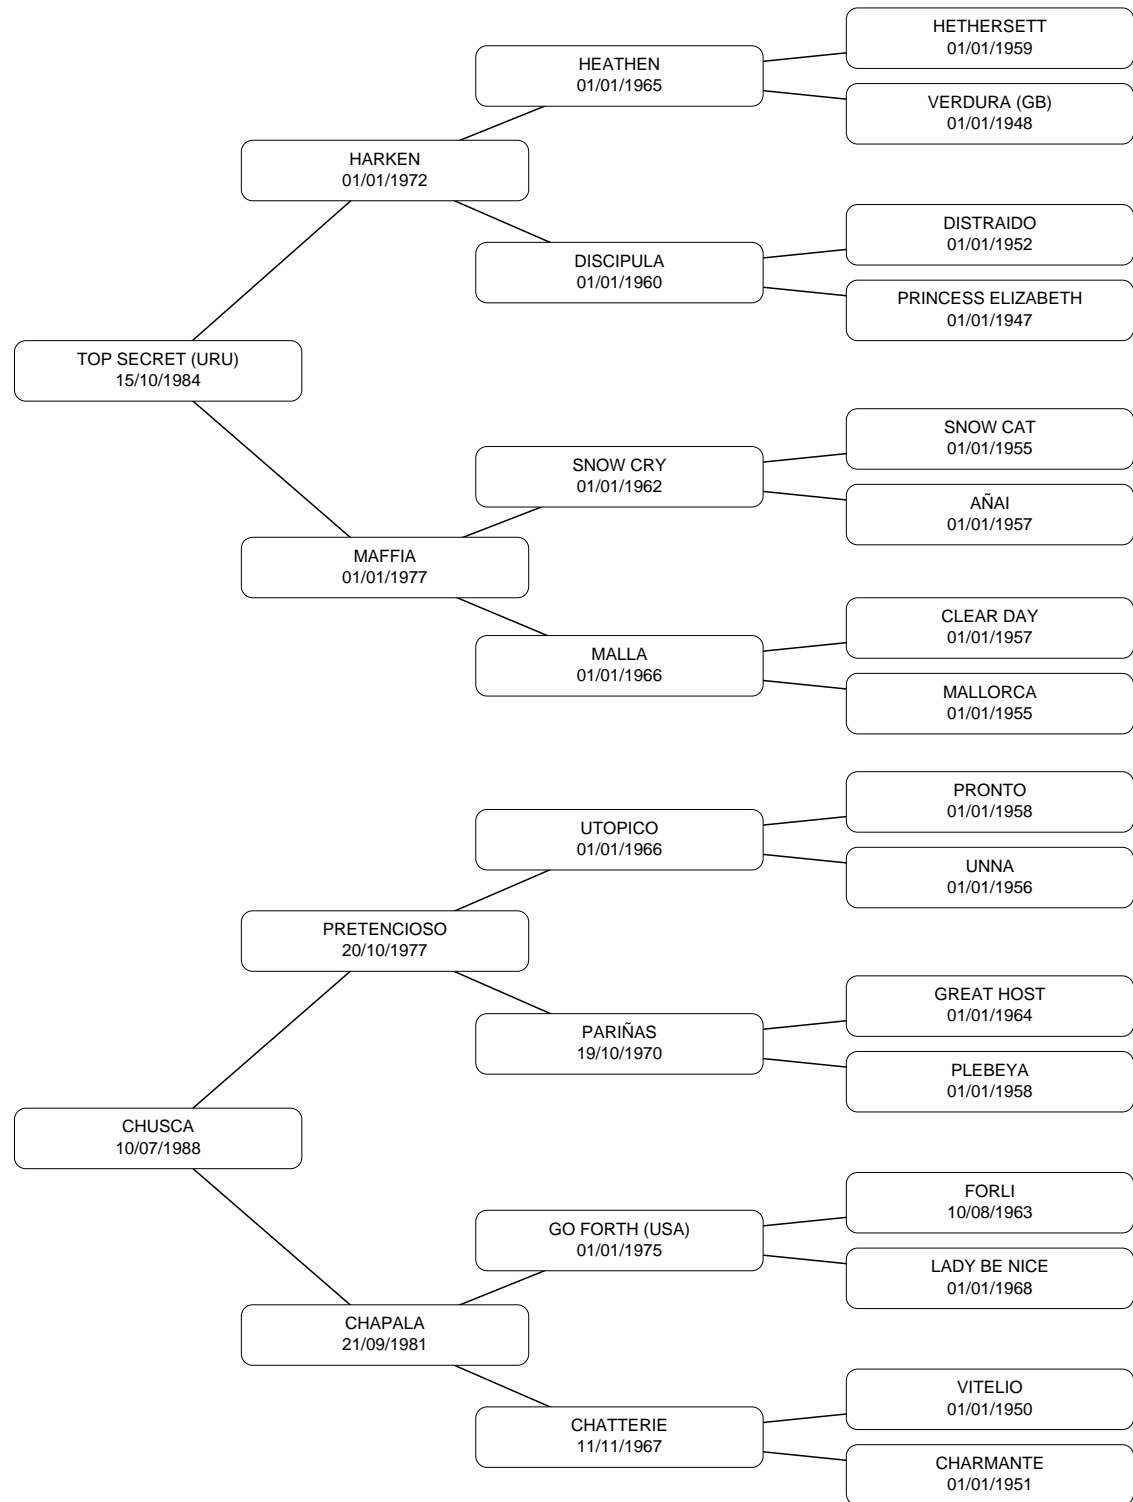 HETHERSETT
01/01/1959
HEATHEN
01/01/1965
VERDURA (GB)
01/01/1948
HARKEN
01/01/1972
DISTRAIDO
01/01/1952
DISCIPULA
01/01/1960
PRINCESS ELIZABETH
01/01/1947
TOP SECRET (URU)
15/10/1984
SNOW CAT
01/01/1955
SNOW CRY
01/01/1962
AÑAI
01/01/1957
MAFFIA
01/01/1977
CLEAR DAY
01/01/1957
MALLA
01/01/1966
MALLORCA
01/01/1955
PRONTO
01/01/1958
UTOPICO
01/01/1966
UNNA
01/01/1956
PRETENCIOSO
20/10/1977
GREAT HOST
01/01/1964
PARIÑAS
19/10/1970
PLEBEYA
01/01/1958
CHUSCA
10/07/1988
FORLI
10/08/1963
GO FORTH (USA)
01/01/1975
LADY BE NICE
01/01/1968
CHAPALA
21/09/1981
VITELIO
01/01/1950
CHATTERIE
11/11/1967
CHARMANTE
01/01/1951